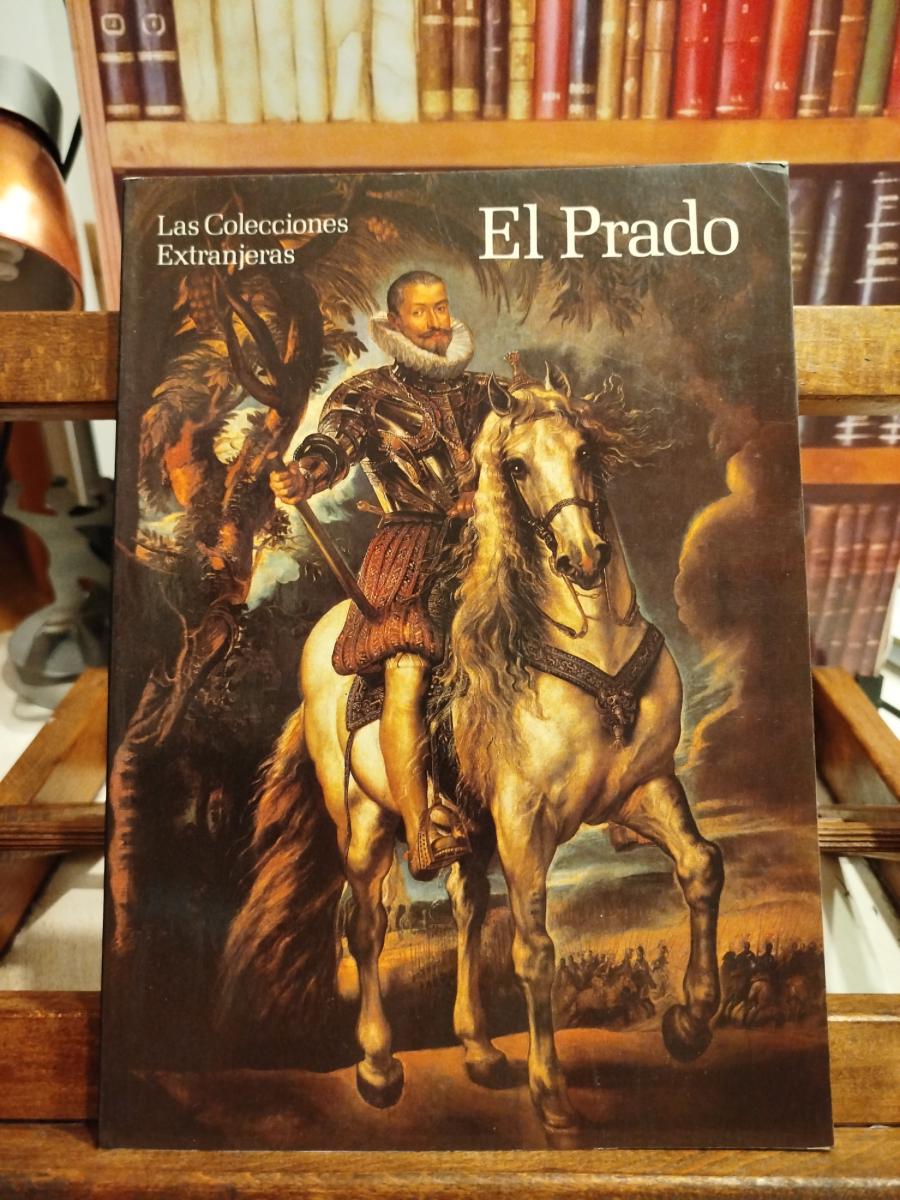 Las Colecciones
Extranjeras
El Prado